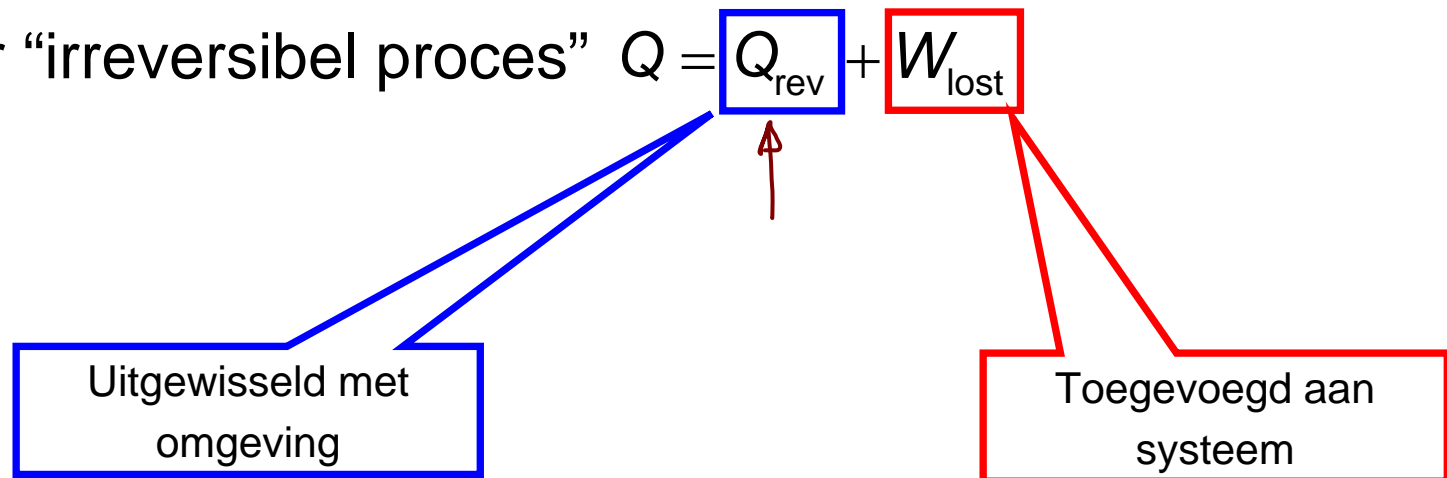 r “irreversibel proces” Q = Q_rev + W_lost
Uitgewisseld met
omgeving
Toegevoegd aan
systeem